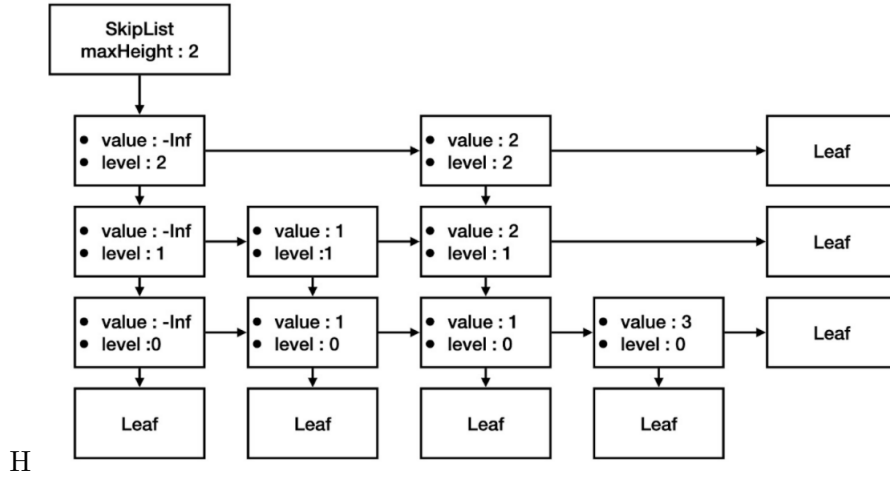 SkipList
maxHeight : 2
• value : -Inf
• level : 2
• value : 2
• level : 2
Leaf
• value : -Inf
• level : 1
• value : 1
• level :1
• value : 2
• level : 1
Leaf
• value : -Inf
• level :0
• value : 1
• level : 0
• value : 1
• level : 0
• value : 3
• level : 0
Leaf
Leaf
Leaf
Leaf
Leaf
H